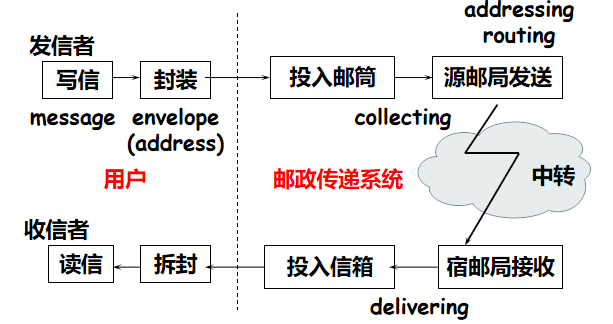 addressing
routing
发信者
写信
封装
投入邮筒
源邮局发送
message
envelope
(address)
collecting
用户
邮政传递系统
中转
收信者
读信
拆封
投入信箱
宿邮局接收
delivering